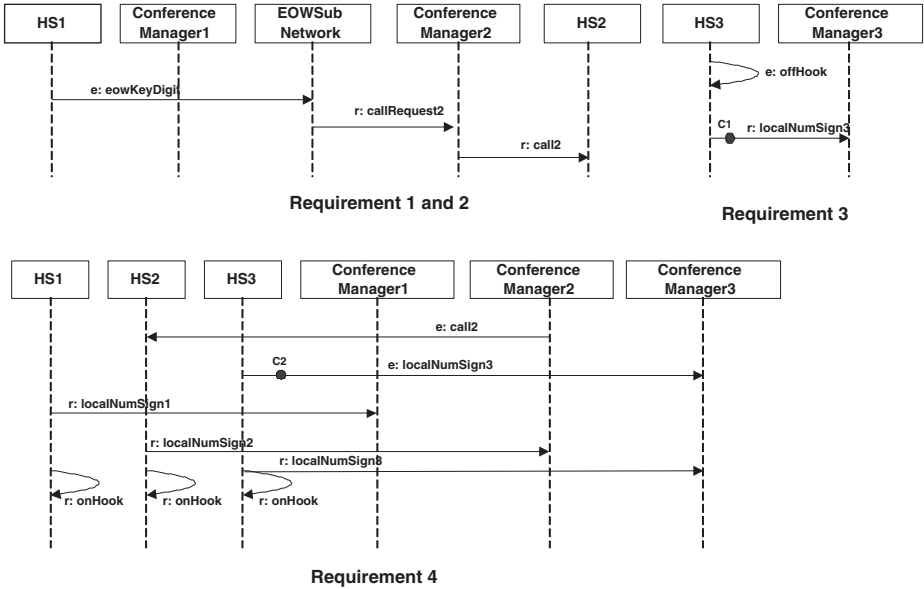 HS1
Conference
Manager1
EOWSub
Network
Conference
Manager2
HS2
HS3
Conference
Manager3
e: offHook
e: eowKeyDigit
r: callRequest2
C1
r: localNumSign3
r: call2
Requirement 1 and 2
Requirement 3
HS1
HS2
HS3
Conference
Manager1
Conference
Manager2
Conference
Manager3
e: call2
C2
e: localNumSign3
r: localNumSign1
r: localNumSign2
r: localNumSign3
r: onHook
r: onHook
r: onHook
Requirement 4